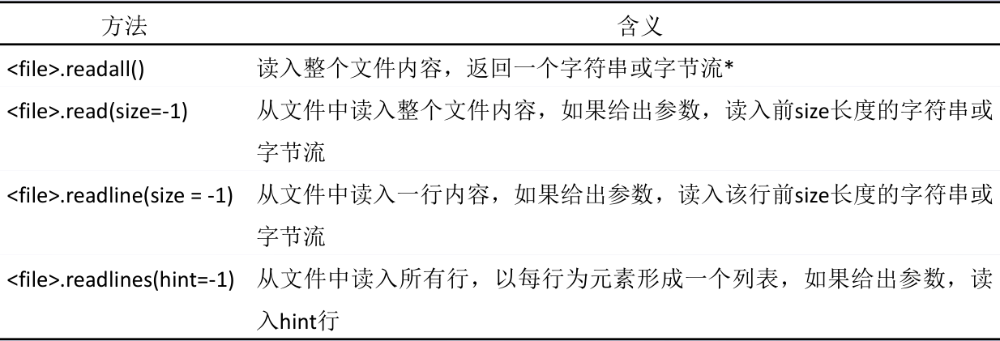 方法 含义
<file>.readall() 读入整个文件内容，返回一个字符串或字节流*
<file>.read(size=-1) 从文件中读入整个文件内容，如果给出参数，读入前size长度的字符串或
字节流
<file>.readline(size = -1) 从文件中读入一行内容，如果给出参数，读入该行前size长度的字符串或
字节流
<file>.readlines(hint=-1) 从文件中读入所有行，以每行为元素形成一个列表，如果给出参数，读
入hint行